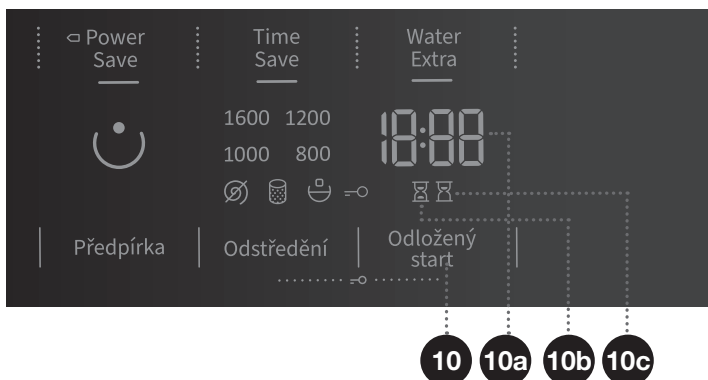 Power
Save
Time
Save
Water
Extra
1600 1200
1000 800
18:88
Předpírka
Odstředění
Odložený
start
10 10a 10b 10c